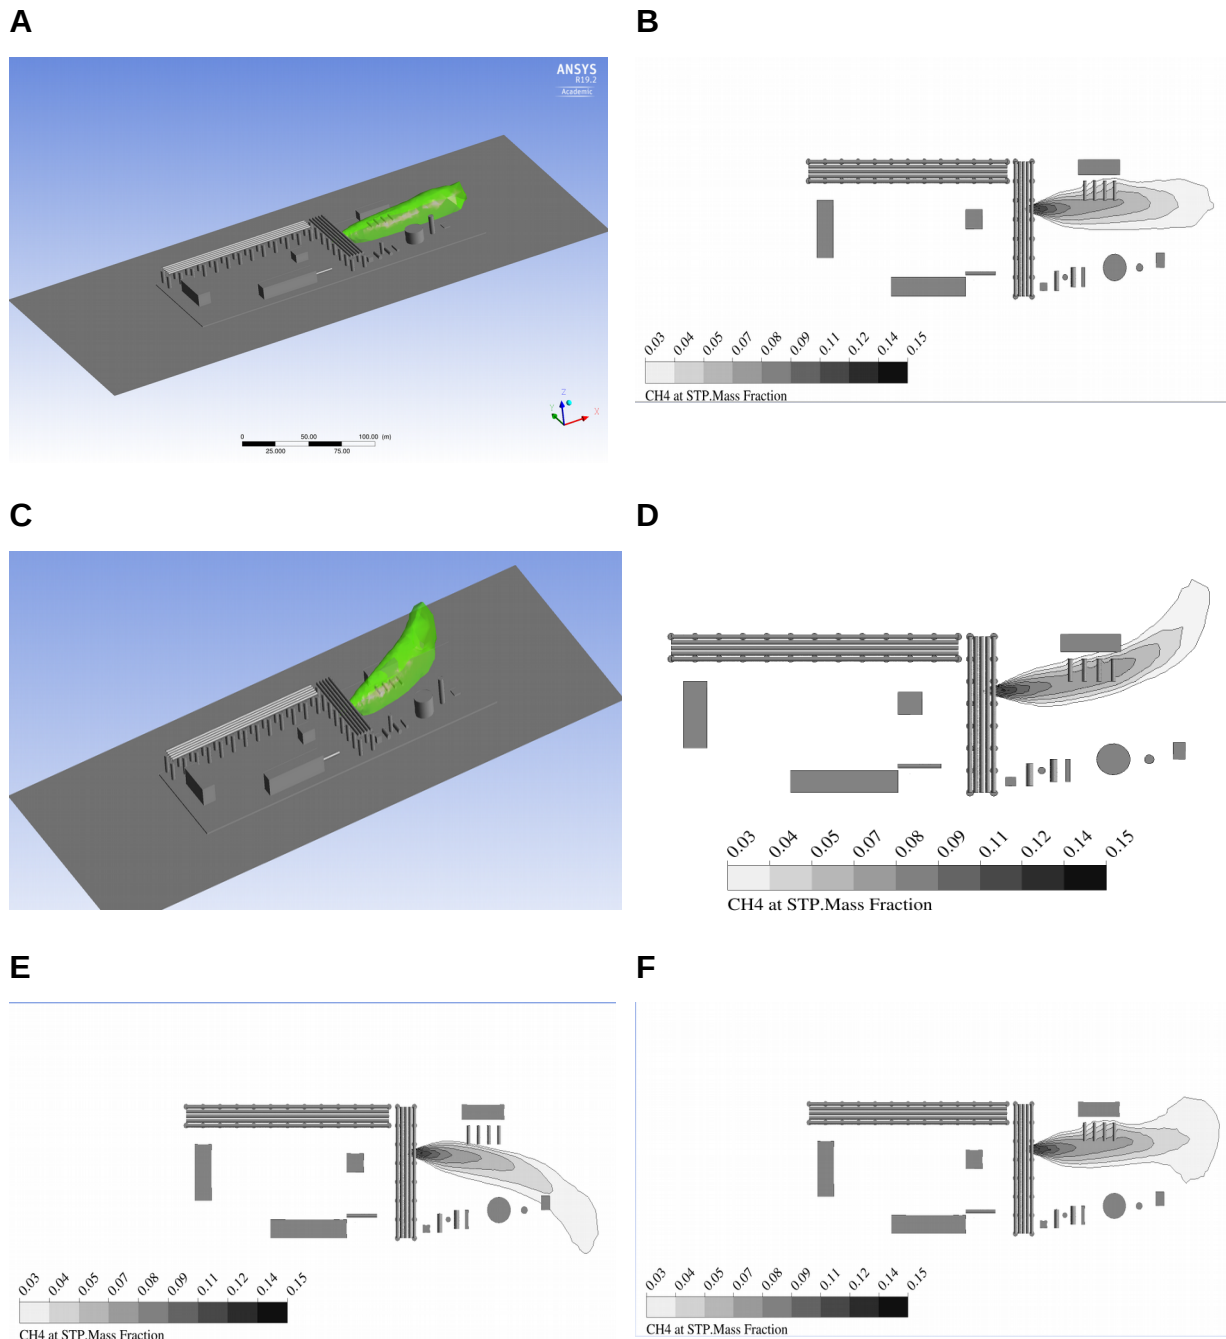 A
B
ANSYS
R19.2
Academic
Z
Y
X
0 50.00 100.00 (m)
25.000 75.00
0.03 0.04 0.05 0.07 0.08 0.09 0.11 0.12 0.14 0.15
CH4 at STP.Mass Fraction
C
D
0.03 0.04 0.05 0.07 0.08 0.09 0.11 0.12 0.14 0.15
CH4 at STP.Mass Fraction
E
F
0.03 0.04 0.05 0.07 0.08 0.09 0.11 0.12 0.14 0.15
CH4 at STP.Mass Fraction
0.03 0.04 0.05 0.07 0.08 0.09 0.11 0.12 0.14 0.15
CH4 at STP.Mass Fraction